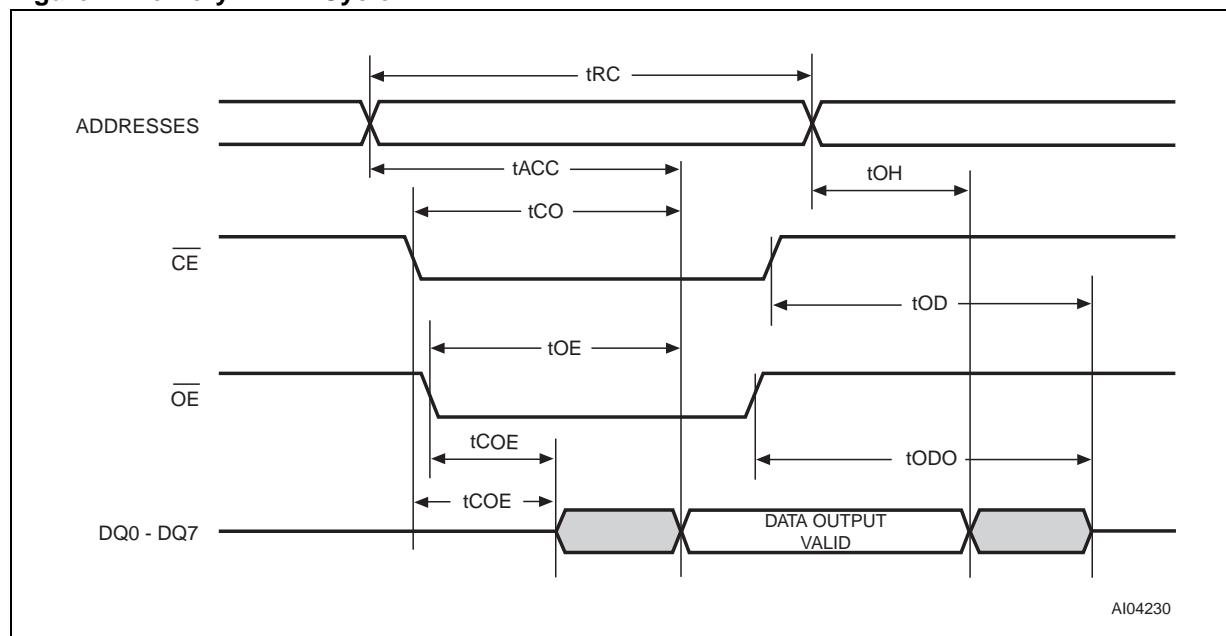 tRC
ADDRESSES
tACC
tOH
tCO
CE
tOD
tOE
OE
tCOE
tODO
tCOE
DQ0 - DQ7
DATA OUTPUT
VALID
AI04230